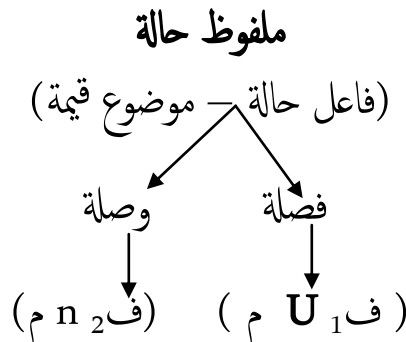 ملفوظ حالة
(فاعل حالة – موضوع قيمة)
فصلة وصلة
( ف1 U م ) (ف2 n م)